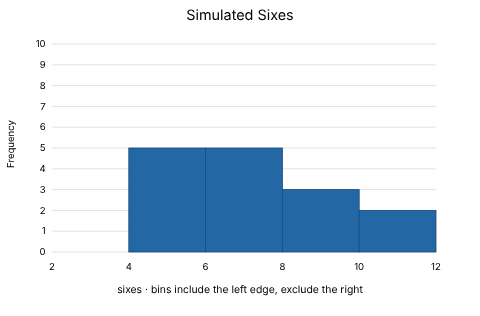 Simulated Sixes
Frequency
10
9
8
7
6
5
4
3
2
1
0
2 4 6 8 10 12
sixes · bins include the left edge, exclude the right